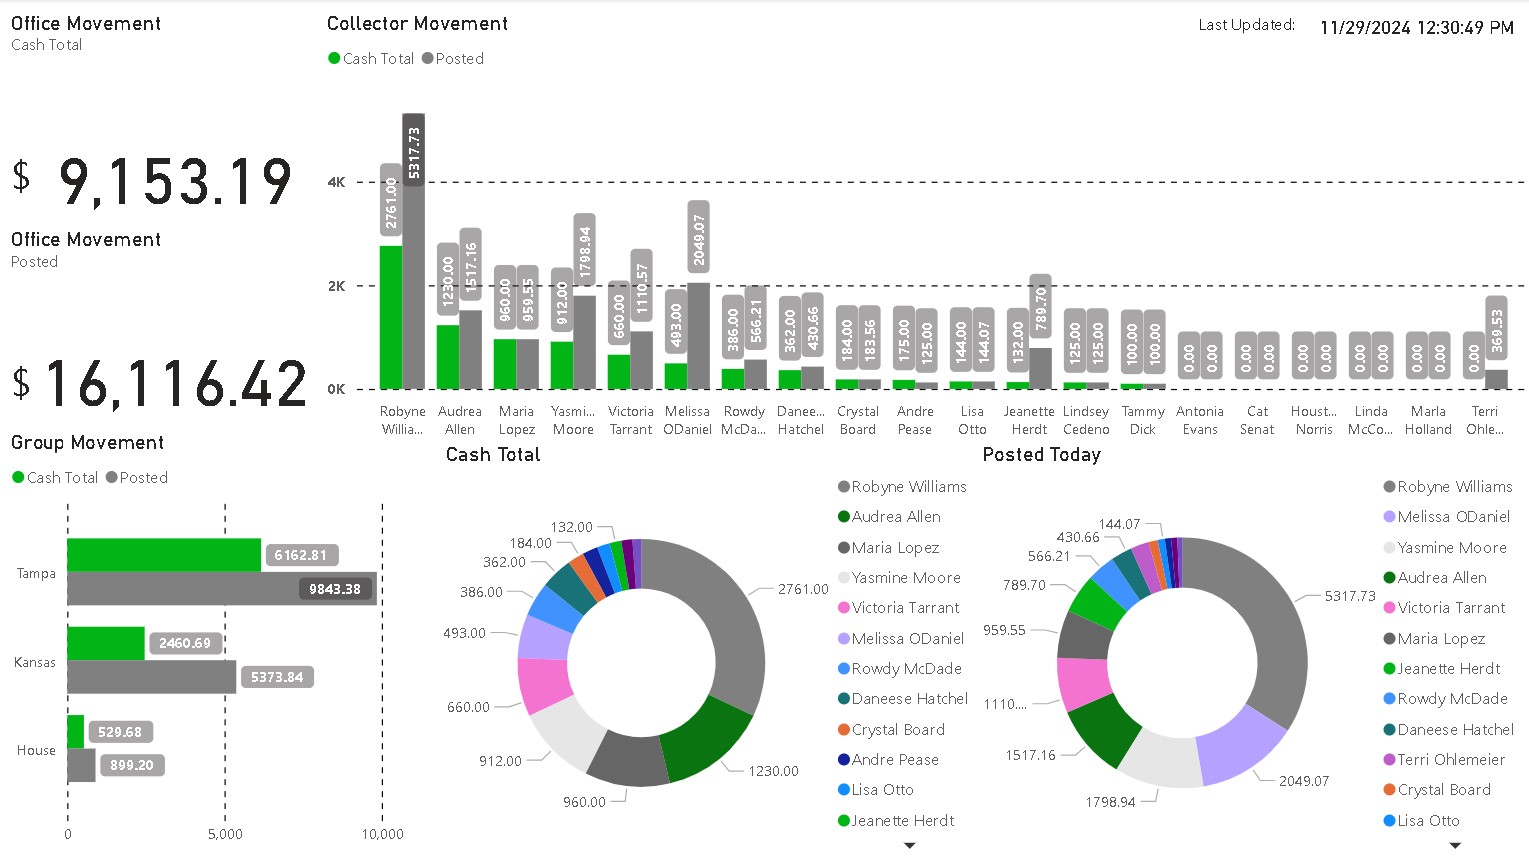 Office Movement
Cash Total
$ 9,153.19
Office Movement
Posted
$ 16,116.42
Collector Movement
Cash Total Posted
Last Updated: 11/29/2024 12:30:49 PM
4K
2K
0K
2761.00 5317.73
1230.00 1517.16
960.00 959.55
912.00 1798.94
660.00 1110.57
493.00 2049.07
386.00 566.21
362.00 430.66
184.00 183.56
175.00 125.00
144.00 144.07
132.00 789.70
125.00 125.00
100.00 100.00
0.00 0.00
0.00 0.00
0.00 0.00
0.00 0.00
0.00 0.00
0.00 369.53
Robyne Willia...
Audrea Allen
Maria Lopez
Yasmi... Moore
Victoria Tarrant
Melissa ODaniel
Rowdy McDa...
Danee... Hatchel
Crystal Board
Andre Pease
Lisa Otto
Jeanette Herdt
Lindsey Cedeno
Tammy Dick
Antonia Evans
Cat Senat
Houst... Norris
Linda McCo...
Marla Holland
Terri Ohle...
Group Movement
Cash Total Posted
Tampa
6162.81
9843.38
Kansas
2460.69
5373.84
House
529.68
899.20
0 5,000 10,000
Cash Total
132.00
184.00
362.00
386.00
493.00
660.00
912.00
960.00
1230.00
2761.00
Robyne Williams
Audrea Allen
Maria Lopez
Yasmine Moore
Victoria Tarrant
Melissa ODaniel
Rowdy McDade
Daneese Hatchel
Crystal Board
Andre Pease
Lisa Otto
Jeanette Herdt
Posted Today
144.07
430.66
566.21
789.70
959.55
1110....
1517.16
1798.94
2049.07
5317.73
Robyne Williams
Melissa ODaniel
Yasmine Moore
Audrea Allen
Victoria Tarrant
Maria Lopez
Jeanette Herdt
Rowdy McDade
Daneese Hatchel
Terri Ohlemeier
Crystal Board
Lisa Otto